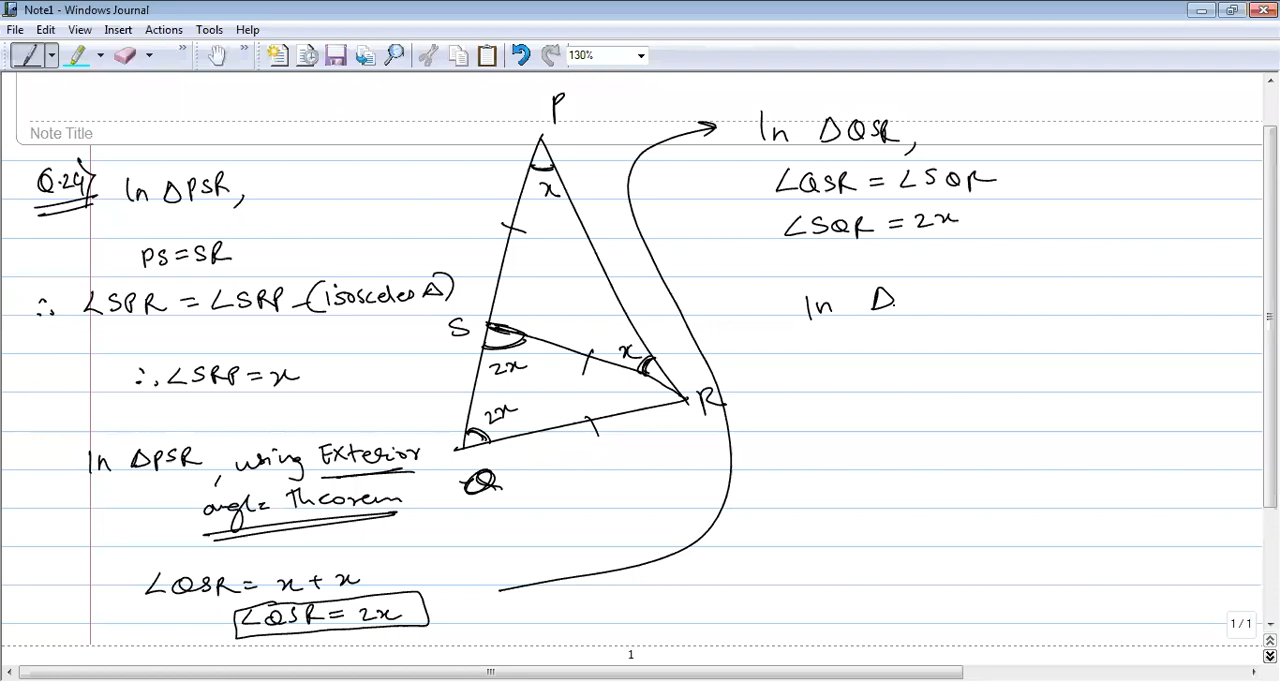 Note1 - Windows Journal
File Edit View Insert Actions Tools Help
130%
Note Title
Q.24)
In ΔPSR,
PS = SR
∴ ∠SPR = ∠SRP - (isosceles Δ)
∴ ∠SRP = x
In ΔPSR, using Exterior
angle theorem
∠QSR = x + x
∠QSR = 2x
P
x
S
2x
x
R
2x
Q
In ΔQSR,
∠QSR = ∠SQR
∠SQR = 2x
In Δ
1 / 1
1